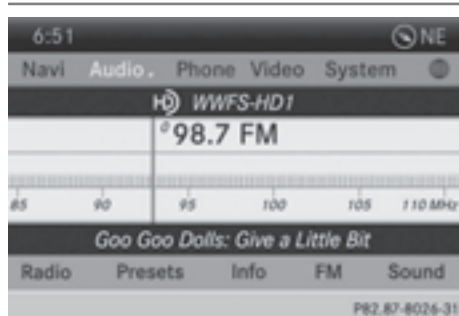 6:51 NE
Navi Audio. Phone Video System
HD WWFS-HD1
°98.7 FM
85 90 95 100 105 110 MHz
Goo Goo Dolls: Give a Little Bit
Radio Presets Info FM Sound
P82.87-8026-31